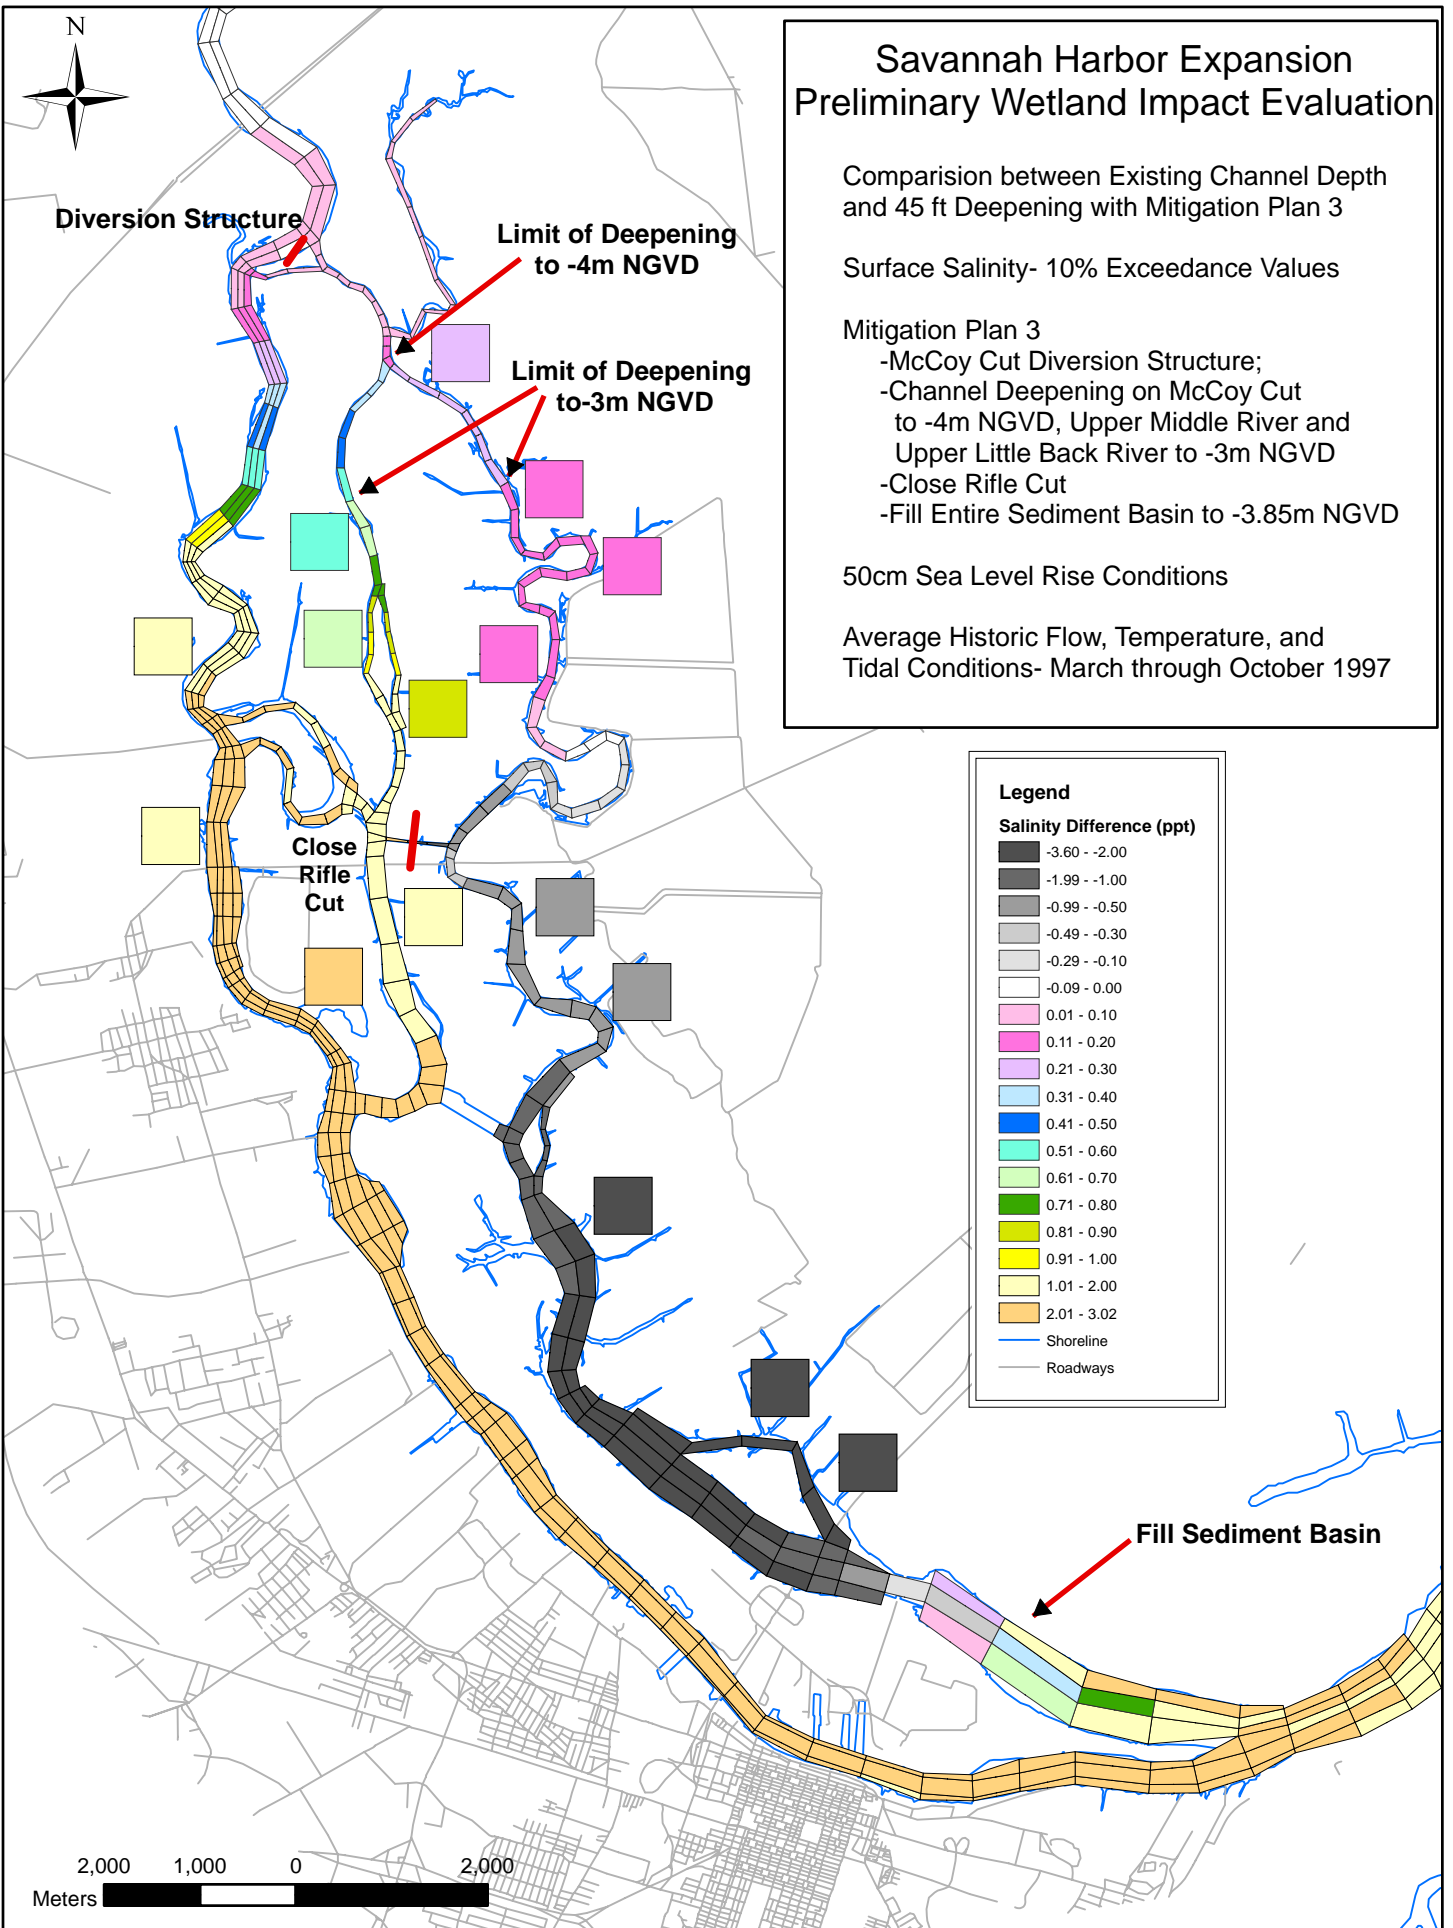 Savannah Harbor Expansion
Preliminary Wetland Impact Evaluation
Comparision between Existing Channel Depth
and 45 ft Deepening with Mitigation Plan 3
Surface Salinity- 10% Exceedance Values
Mitigation Plan 3
-McCoy Cut Diversion Structure;
-Channel Deepening on McCoy Cut
to -4m NGVD, Upper Middle River and
Upper Little Back River to -3m NGVD
-Close Rifle Cut
-Fill Entire Sediment Basin to -3.85m NGVD
50cm Sea Level Rise Conditions
Average Historic Flow, Temperature, and
Tidal Conditions- March through October 1997
N
Diversion Structure
Limit of Deepening
to -4m NGVD
Limit of Deepening
to-3m NGVD
Close
Rifle
Cut
Legend
Salinity Difference (ppt)
-3.60 - -2.00
-1.99 - -1.00
-0.99 - -0.50
-0.49 - -0.30
-0.29 - -0.10
-0.09 - 0.00
0.01 - 0.10
0.11 - 0.20
0.21 - 0.30
0.31 - 0.40
0.41 - 0.50
0.51 - 0.60
0.61 - 0.70
0.71 - 0.80
0.81 - 0.90
0.91 - 1.00
1.01 - 2.00
2.01 - 3.02
Shoreline
Roadways
Fill Sediment Basin
2,000 1,000 0 2,000
Meters